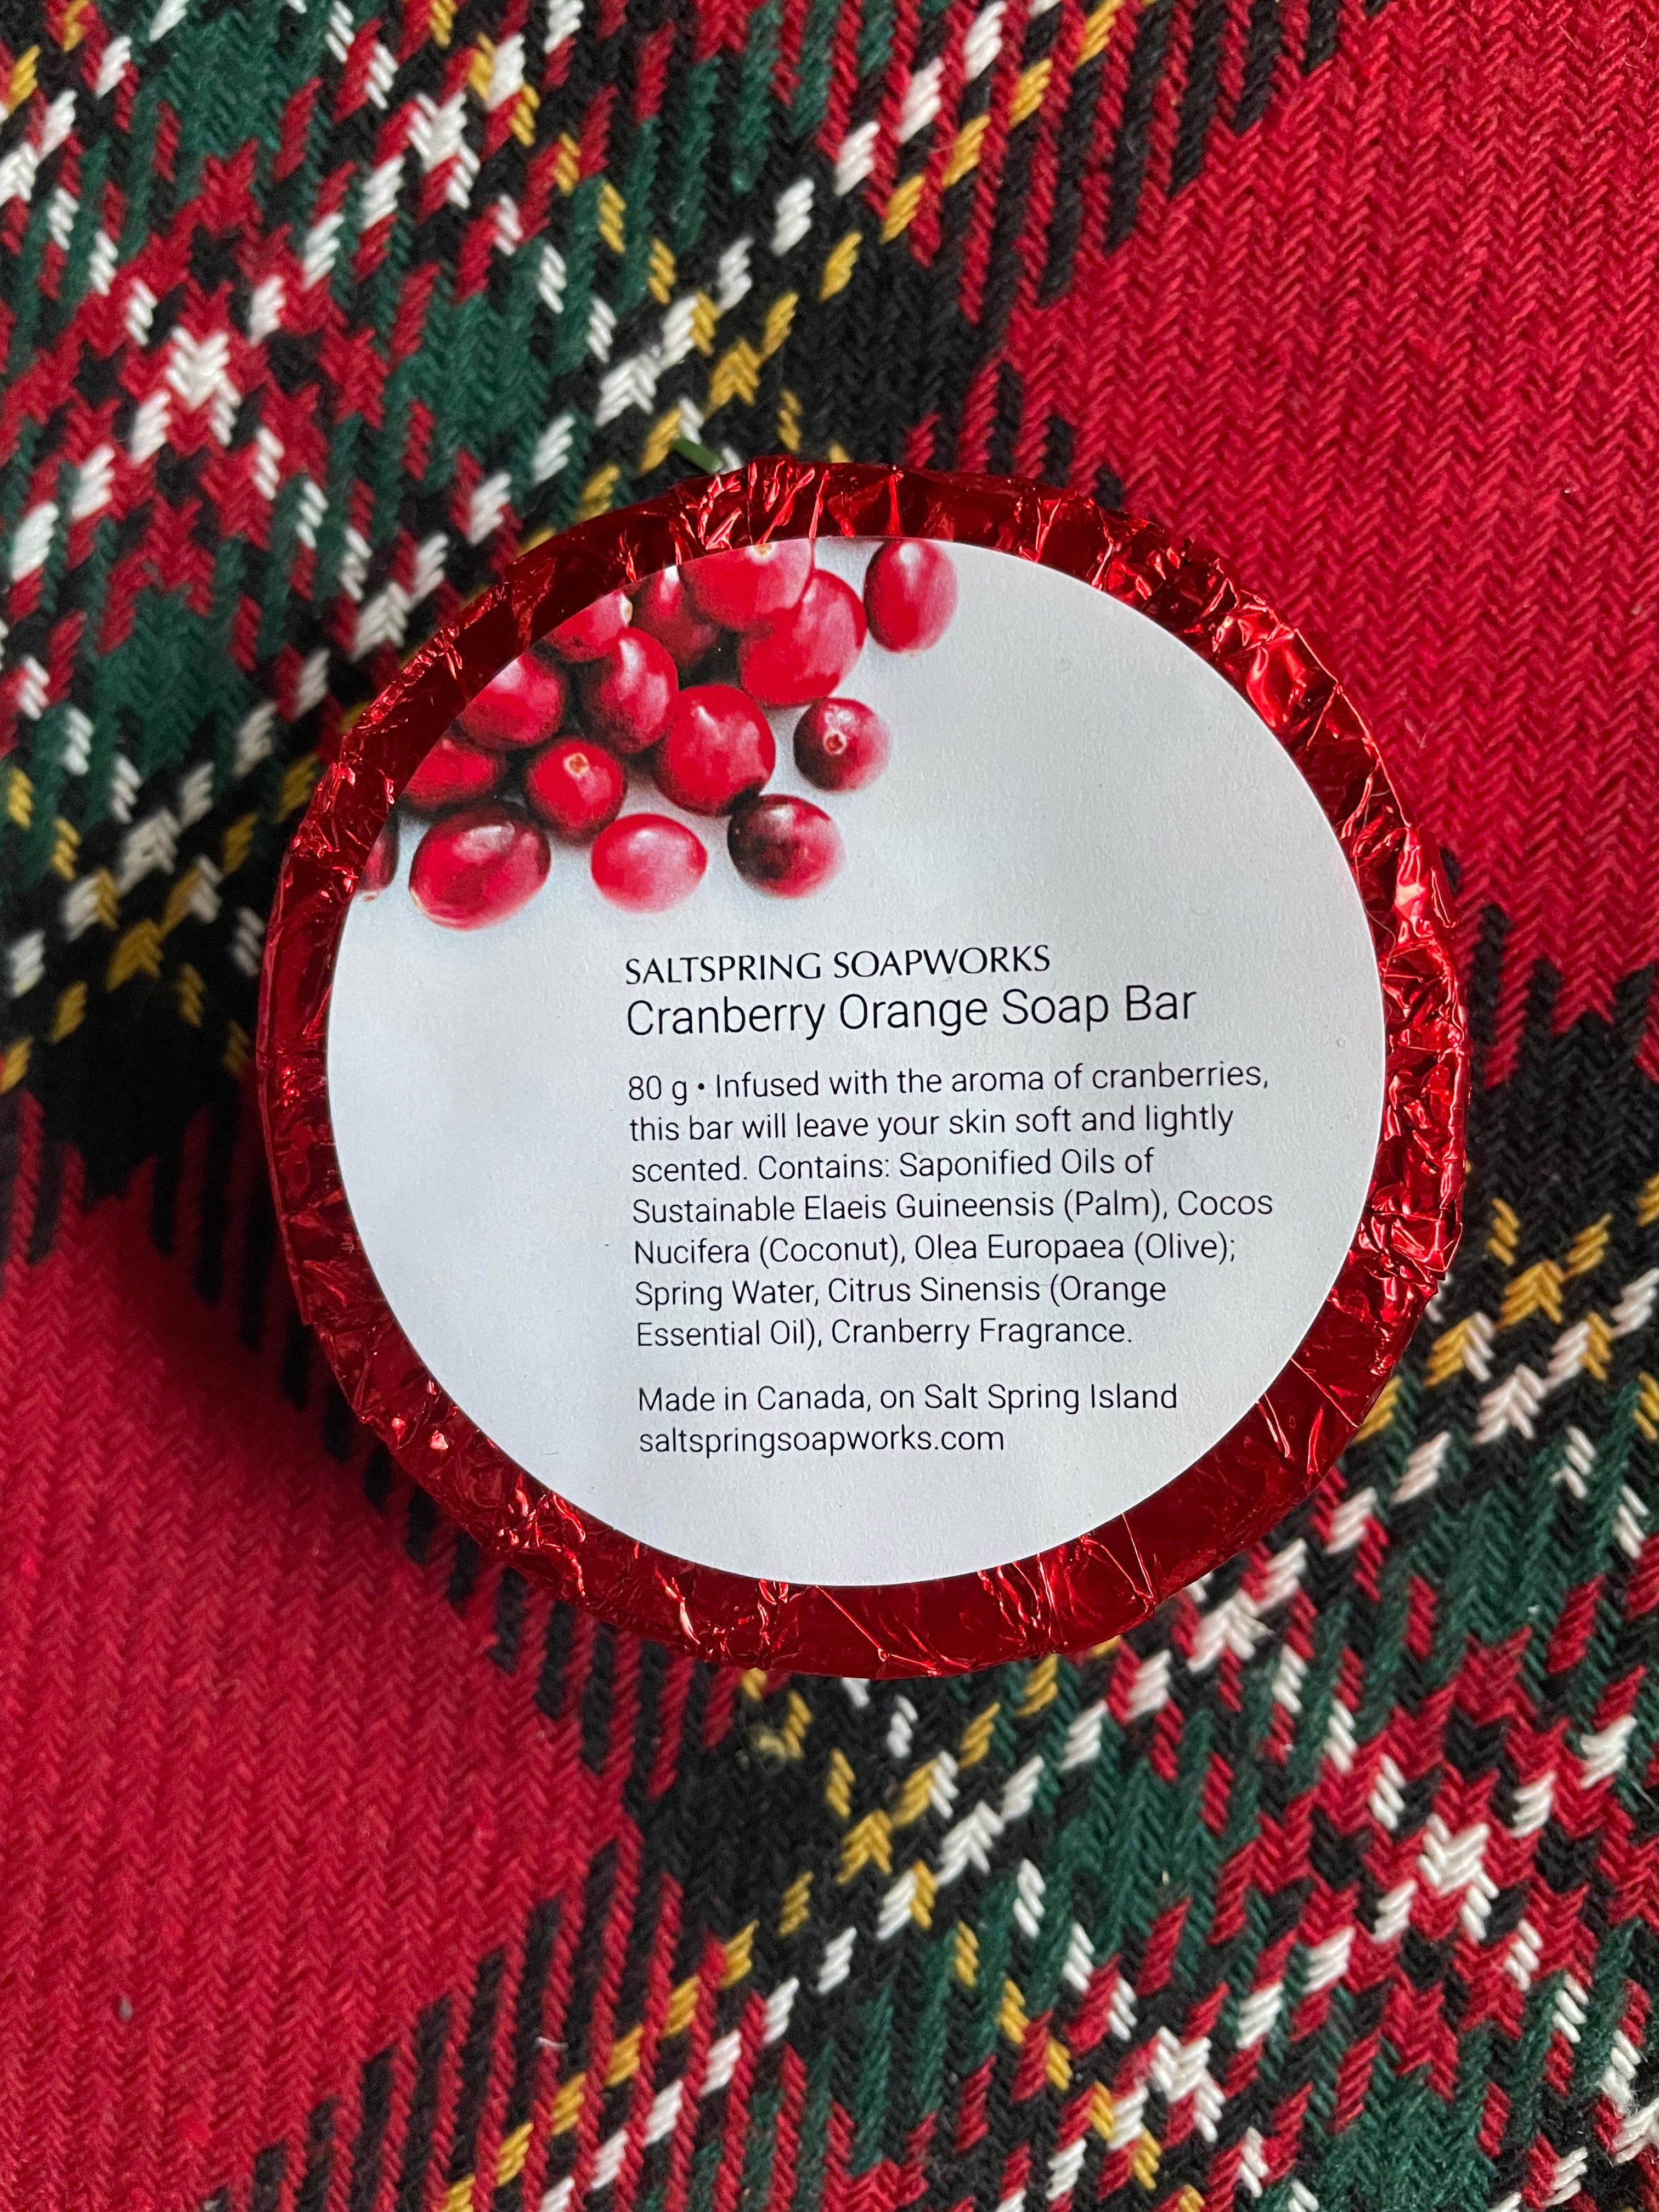 SALTSPRING SOAPWORKS
Cranberry Orange Soap Bar
80 g • Infused with the aroma of cranberries,
this bar will leave your skin soft and lightly
scented. Contains: Saponified Oils of
Sustainable Elaeis Guineensis (Palm), Cocos
Nucifera (Coconut), Olea Europaea (Olive);
Spring Water, Citrus Sinensis (Orange
Essential Oil), Cranberry Fragrance.
Made in Canada, on Salt Spring Island
saltspringsoapworks.com